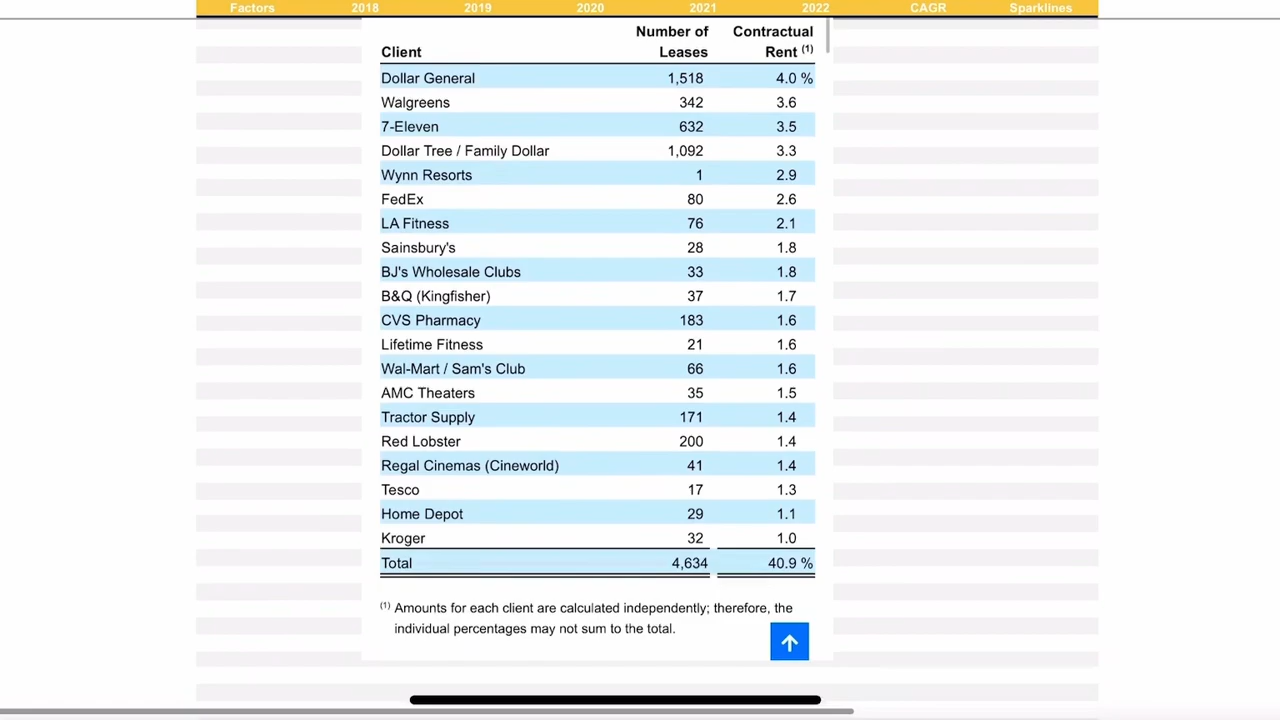 Factors 2018 2019 2020 2021 2022 CAGR Sparklines
Number of Contractual
Client Leases Rent (1)
Dollar General 1,518 4.0 %
Walgreens 342 3.6
7-Eleven 632 3.5
Dollar Tree / Family Dollar 1,092 3.3
Wynn Resorts 1 2.9
FedEx 80 2.6
LA Fitness 76 2.1
Sainsbury's 28 1.8
BJ's Wholesale Clubs 33 1.8
B&Q (Kingfisher) 37 1.7
CVS Pharmacy 183 1.6
Lifetime Fitness 21 1.6
Wal-Mart / Sam's Club 66 1.6
AMC Theaters 35 1.5
Tractor Supply 171 1.4
Red Lobster 200 1.4
Regal Cinemas (Cineworld) 41 1.4
Tesco 17 1.3
Home Depot 29 1.1
Kroger 32 1.0
Total 4,634 40.9 %
(1) Amounts for each client are calculated independently; therefore, the
individual percentages may not sum to the total.